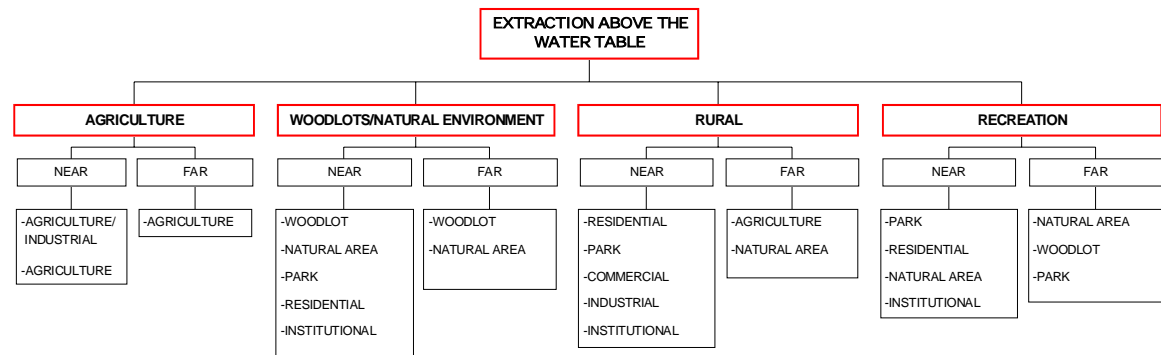 EXTRACTION ABOVE THE
WATER TABLE
AGRICULTURE
WOODLOTS/NATURAL ENVIRONMENT
RURAL
RECREATION
NEAR
FAR
NEAR
FAR
NEAR
FAR
NEAR
FAR
-AGRICULTURE/
INDUSTRIAL
-AGRICULTURE
-AGRICULTURE
-WOODLOT
-NATURAL AREA
-PARK
-RESIDENTIAL
-INSTITUTIONAL
-WOODLOT
-NATURAL AREA
-RESIDENTIAL
-PARK
-COMMERCIAL
-INDUSTRIAL
-INSTITUTIONAL
-AGRICULTURE
-NATURAL AREA
-PARK
-RESIDENTIAL
-NATURAL AREA
-INSTITUTIONAL
-NATURAL AREA
-WOODLOT
-PARK